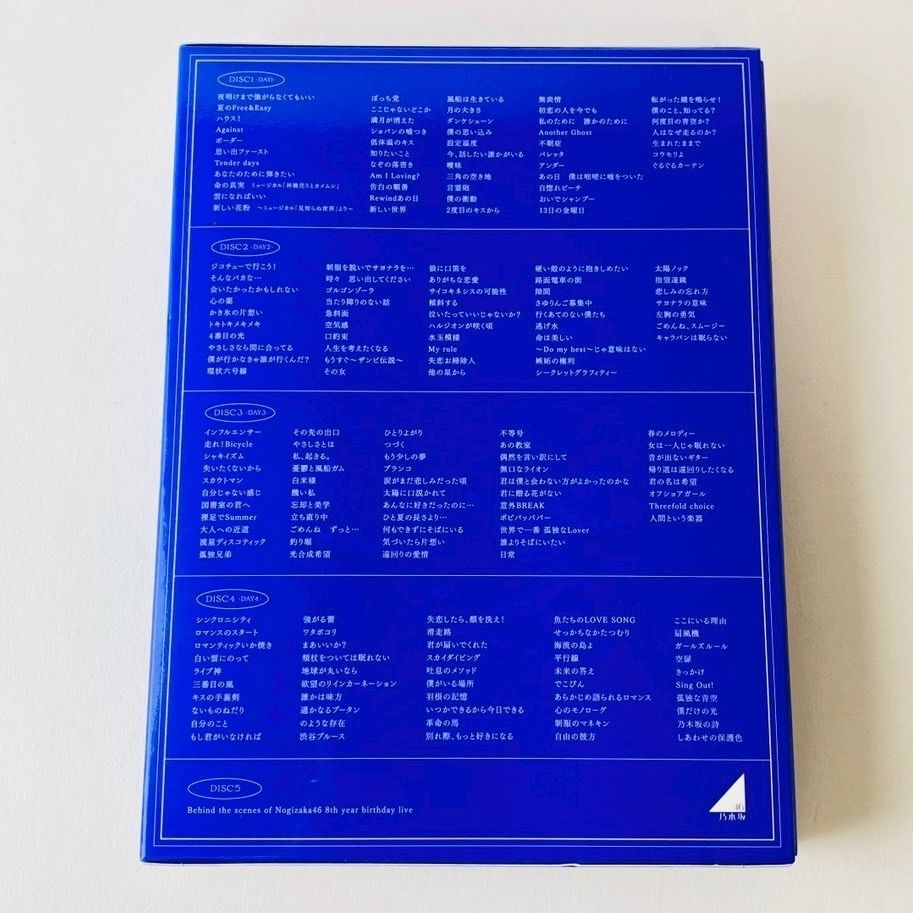 DISC1 -DAY1-
夜明けまで強がらなくてもいい
夏のFree&Easy
ハウス！
Against
ボーダー
思い出ファースト
Tender days
あなたのために弾きたい
命の真実 ミュージカル「林檎売りとカメムシ」
雲になればいい
新しい花粉 ～ミュージカル「見知らぬ世界」より～
ぼっち党
ここじゃないどこか
満月が消えた
ショパンの嘘つき
低体温のキス
知りたいこと
なぞの落書き
Am I Loving?
告白の順番
Rewindあの日
新しい世界
風船は生きている
月の大きさ
ダンケシェーン
僕の思い込み
設定温度
今、話したい誰かがいる
曖昧
三角の空き地
言霊砲
僕の衝動
2度目のキスから
無表情
初恋の人を今でも
私のために 誰かのために
Another Ghost
不眠症
パレッタ
アンダー
あの日 僕は咄嗟に嘘をついた
自惚れビーチ
おいでシャンプー
13日の金曜日
転がった鐘を鳴らせ！
僕のこと、知ってる？
何度目の青空か？
人はなぜ走るのか？
生まれたままで
コウモリよ
ぐるぐるカーテン
DISC2 -DAY2-
ジコチューで行こう！
そんなバカな…
会いたかったかもしれない
心の薬
かき氷の片想い
トキトキメキメキ
4番目の光
やさしさなら間に合ってる
僕が行かなきゃ誰が行くんだ？
環状六号線
制服を脱いでサヨナラを…
時々 思い出してください
ゴルゴンゾーラ
当たり障りのない話
急斜面
空気感
口約束
人生を考えたくなる
もうすぐ～ザンビ伝説～
その女
狼に口笛を
ありがちな恋愛
サイコキネシスの可能性
傾斜する
泣いたっていいじゃないか？
ハルジオンが咲く頃
水玉模様
My rule
失恋お掃除人
他の星から
硬い殻のように抱きしめたい
路面電車の街
隙間
さゆりんご募集中
行くあてのない僕たち
逃げ水
命は美しい
～Do my best～じゃ意味はない
嫉妬の権利
シークレットグラフィティー
太陽ノック
指望遠鏡
悲しみの忘れ方
サヨナラの意味
左胸の勇気
ごめんね、スムージー
キャラバンは眠らない
DISC3 -DAY3-
インフルエンサー
走れ！Bicycle
シャキイズム
失いたくないから
スカウトマン
自分じゃない感じ
図書室の君へ
裸足でSummer
大人への近道
流星ディスコティック
孤独兄弟
その先の出口
やさしさとは
私、起きる。
憂鬱と風船ガム
白米様
醜い私
忘却と美学
立ち直り中
ごめんね ずっと…
釣り堀
光合成希望
ひとりよがり
つづく
もう少しの夢
ブランコ
涙がまだ悲しみだった頃
太陽に口説かれて
あんなに好きだったのに…
ひと夏の長さより…
何もできずにそばにいる
気づいたら片想い
遠回りの愛情
不等号
あの教室
偶然を言い訳にして
無口なライオン
君は僕と会わない方がよかったのかな
君に贈る花がない
意外BREAK
ポピパッパパー
世界で一番 孤独なLover
誰よりそばにいたい
日常
春のメロディー
女は一人じゃ眠れない
音が出ないギター
帰り道は遠回りしたくなる
君の名は希望
オフショアガール
Threefold choice
人間という楽器
DISC4 -DAY4-
シンクロニシティ
ロマンスのスタート
ロマンティックいか焼き
白い雲にのって
ライブ神
三番目の風
キスの手裏剣
ないものねだり
自分のこと
もし君がいなければ
強がる蕾
ワタボコリ
まあいいか？
頬杖をついては眠れない
地球が丸いなら
欲望のリインカーネーション
誰かは味方
遥かなるブータン
のような存在
渋谷ブルース
失恋したら、顔を洗え！
滑走路
君が扇いでくれた
スカイダイビング
吐息のメソッド
僕がいる場所
羽根の記憶
いつかできるから今日できる
革命の馬
別れ際、もっと好きになる
魚たちのLOVE SONG
せっかちなかたつむり
海流の島よ
平行線
未来の答え
でこぴん
あらかじめ語られるロマンス
心のモノローグ
制服のマネキン
自由の彼方
ここにいる理由
扇風機
ガールズルール
空扉
きっかけ
Sing Out!
孤独な青空
僕だけの光
乃木坂の詩
しあわせの保護色
DISC5
Behind the scenes of Nogizaka46 8th year birthday live
46
乃木坂